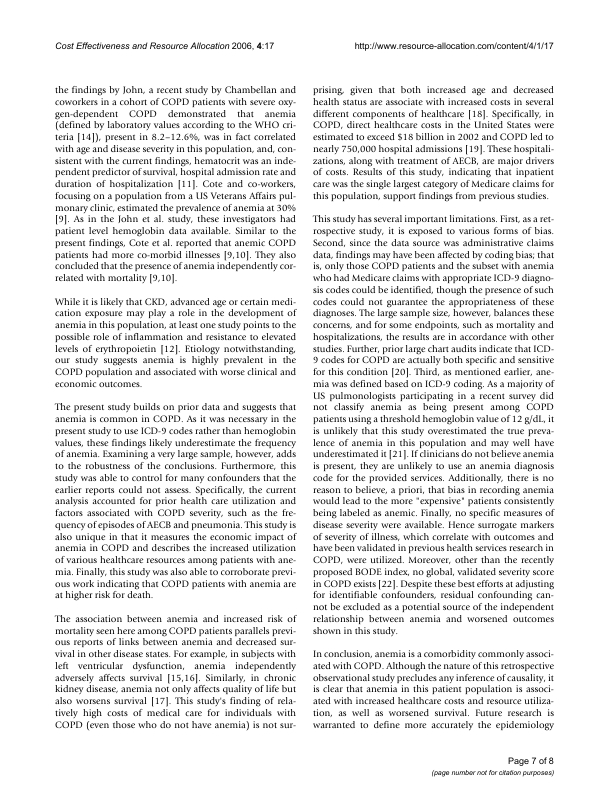 Cost Effectiveness and Resource Allocation 2006, 4:17
http://www.resource-allocation.com/content/4/1/17
the findings by John, a recent study by Chambellan and
coworkers in a cohort of COPD patients with severe oxy-
gen-dependent COPD demonstrated that anemia
(defined by laboratory values according to the WHO cri-
teria [14]), present in 8.2–12.6%, was in fact correlated
with age and disease severity in this population, and, con-
sistent with the current findings, hematocrit was an inde-
pendent predictor of survival, hospital admission rate and
duration of hospitalization [11]. Cote and co-workers,
focusing on a population from a US Veterans Affairs pul-
monary clinic, estimated the prevalence of anemia at 30%
[9]. As in the John et al. study, these investigators had
patient level hemoglobin data available. Similar to the
present findings, Cote et al. reported that anemic COPD
patients had more co-morbid illnesses [9,10]. They also
concluded that the presence of anemia independently cor-
related with mortality [9,10].
While it is likely that CKD, advanced age or certain medi-
cation exposure may play a role in the development of
anemia in this population, at least one study points to the
possible role of inflammation and resistance to elevated
levels of erythropoietin [12]. Etiology notwithstanding,
our study suggests anemia is highly prevalent in the
COPD population and associated with worse clinical and
economic outcomes.
The present study builds on prior data and suggests that
anemia is common in COPD. As it was necessary in the
present study to use ICD-9 codes rather than hemoglobin
values, these findings likely underestimate the frequency
of anemia. Examining a very large sample, however, adds
to the robustness of the conclusions. Furthermore, this
study was able to control for many confounders that the
earlier reports could not assess. Specifically, the current
analysis accounted for prior health care utilization and
factors associated with COPD severity, such as the fre-
quency of episodes of AECB and pneumonia. This study is
also unique in that it measures the economic impact of
anemia in COPD and describes the increased utilization
of various healthcare resources among patients with ane-
mia. Finally, this study was also able to corroborate previ-
ous work indicating that COPD patients with anemia are
at higher risk for death.
The association between anemia and increased risk of
mortality seen here among COPD patients parallels previ-
ous reports of links between anemia and decreased sur-
vival in other disease states. For example, in subjects with
left ventricular dysfunction, anemia independently
adversely affects survival [15,16]. Similarly, in chronic
kidney disease, anemia not only affects quality of life but
also worsens survival [17]. This study's finding of rela-
tively high costs of medical care for individuals with
COPD (even those who do not have anemia) is not sur-
prising, given that both increased age and decreased
health status are associate with increased costs in several
different components of healthcare [18]. Specifically, in
COPD, direct healthcare costs in the United States were
estimated to exceed $18 billion in 2002 and COPD led to
nearly 750,000 hospital admissions [19]. These hospitali-
zations, along with treatment of AECB, are major drivers
of costs. Results of this study, indicating that inpatient
care was the single largest category of Medicare claims for
this population, support findings from previous studies.
This study has several important limitations. First, as a ret-
rospective study, it is exposed to various forms of bias.
Second, since the data source was administrative claims
data, findings may have been affected by coding bias; that
is, only those COPD patients and the subset with anemia
who had Medicare claims with appropriate ICD-9 diagno-
sis codes could be identified, though the presence of such
codes could not guarantee the appropriateness of these
diagnoses. The large sample size, however, balances these
concerns, and for some endpoints, such as mortality and
hospitalizations, the results are in accordance with other
studies. Further, prior large chart audits indicate that ICD-
9 codes for COPD are actually both specific and sensitive
for this condition [20]. Third, as mentioned earlier, ane-
mia was defined based on ICD-9 coding. As a majority of
US pulmonologists participating in a recent survey did
not classify anemia as being present among COPD
patients using a threshold hemoglobin value of 12 g/dL, it
is unlikely that this study overestimated the true preva-
lence of anemia in this population and may well have
underestimated it [21]. If clinicians do not believe anemia
is present, they are unlikely to use an anemia diagnosis
code for the provided services. Additionally, there is no
reason to believe, a priori, that bias in recording anemia
would lead to the more "expensive" patients consistently
being labeled as anemic. Finally, no specific measures of
disease severity were available. Hence surrogate markers
of severity of illness, which correlate with outcomes and
have been validated in previous health services research in
COPD, were utilized. Moreover, other than the recently
proposed BODE index, no global, validated severity score
in COPD exists [22]. Despite these best efforts at adjusting
for identifiable confounders, residual confounding can-
not be excluded as a potential source of the independent
relationship between anemia and worsened outcomes
shown in this study.
In conclusion, anemia is a comorbidity commonly associ-
ated with COPD. Although the nature of this retrospective
observational study precludes any inference of causality, it
is clear that anemia in this patient population is associ-
ated with increased healthcare costs and resource utiliza-
tion, as well as worsened survival. Future research is
warranted to define more accurately the epidemiology
Page 7 of 8
(page number not for citation purposes)